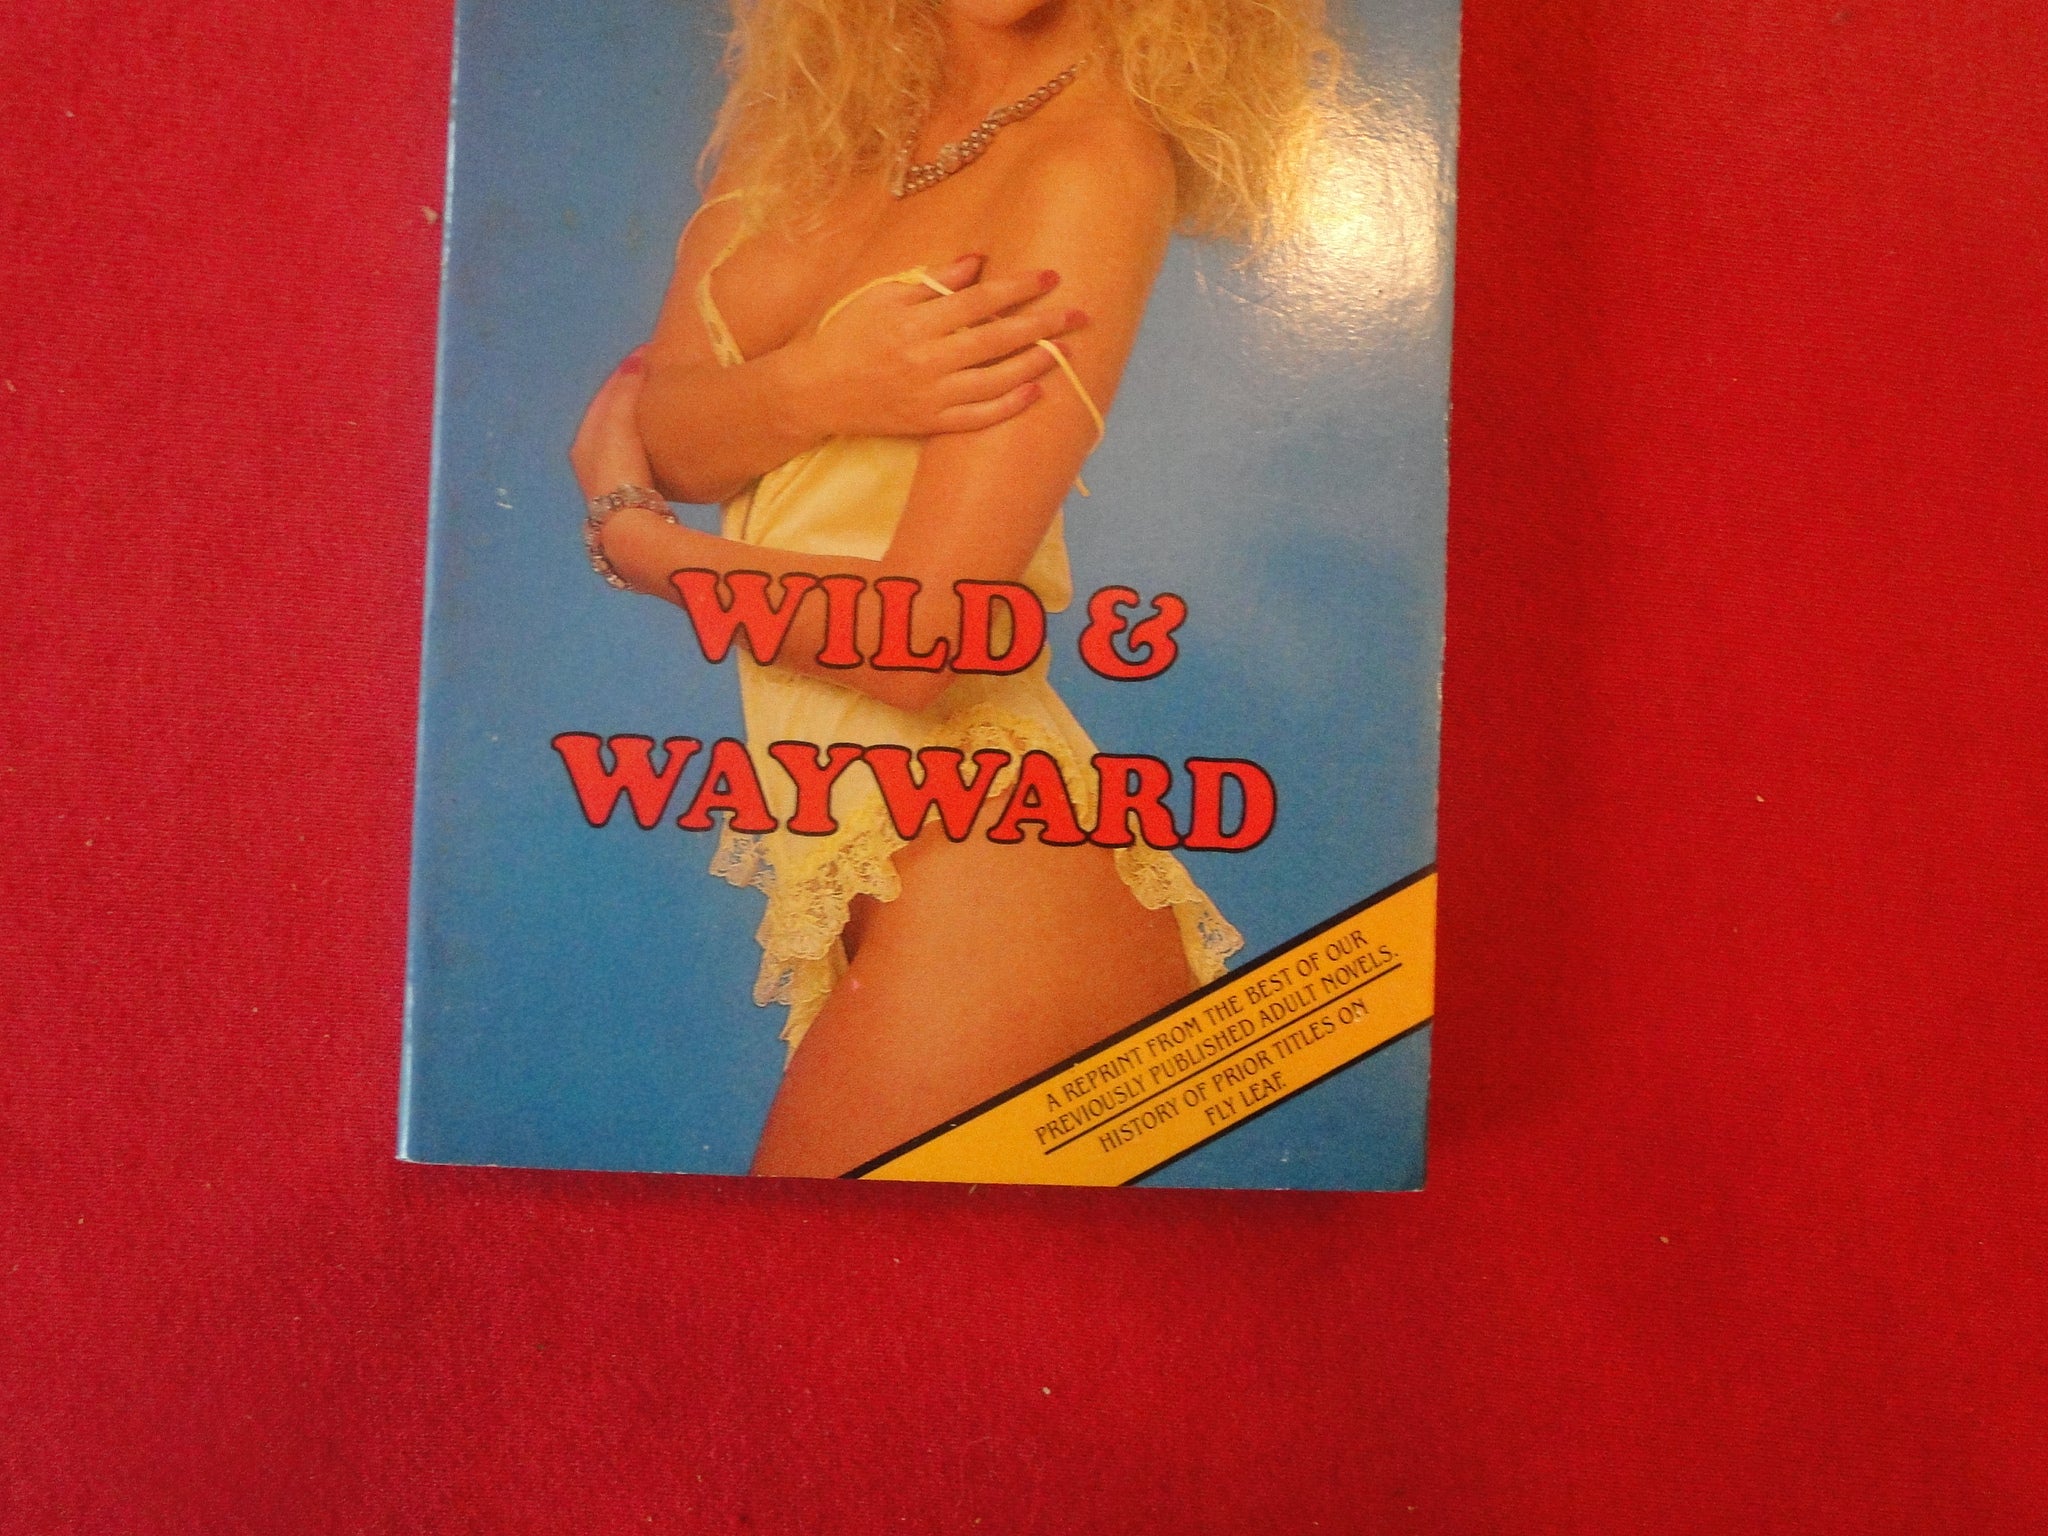 WILD &
WAYWARD
A REPRINT FROM THE BEST OF OUR
PREVIOUSLY PUBLISHED ADULT NOVELS.
HISTORY OF PRIOR TITLES ON
FLY LEAF.